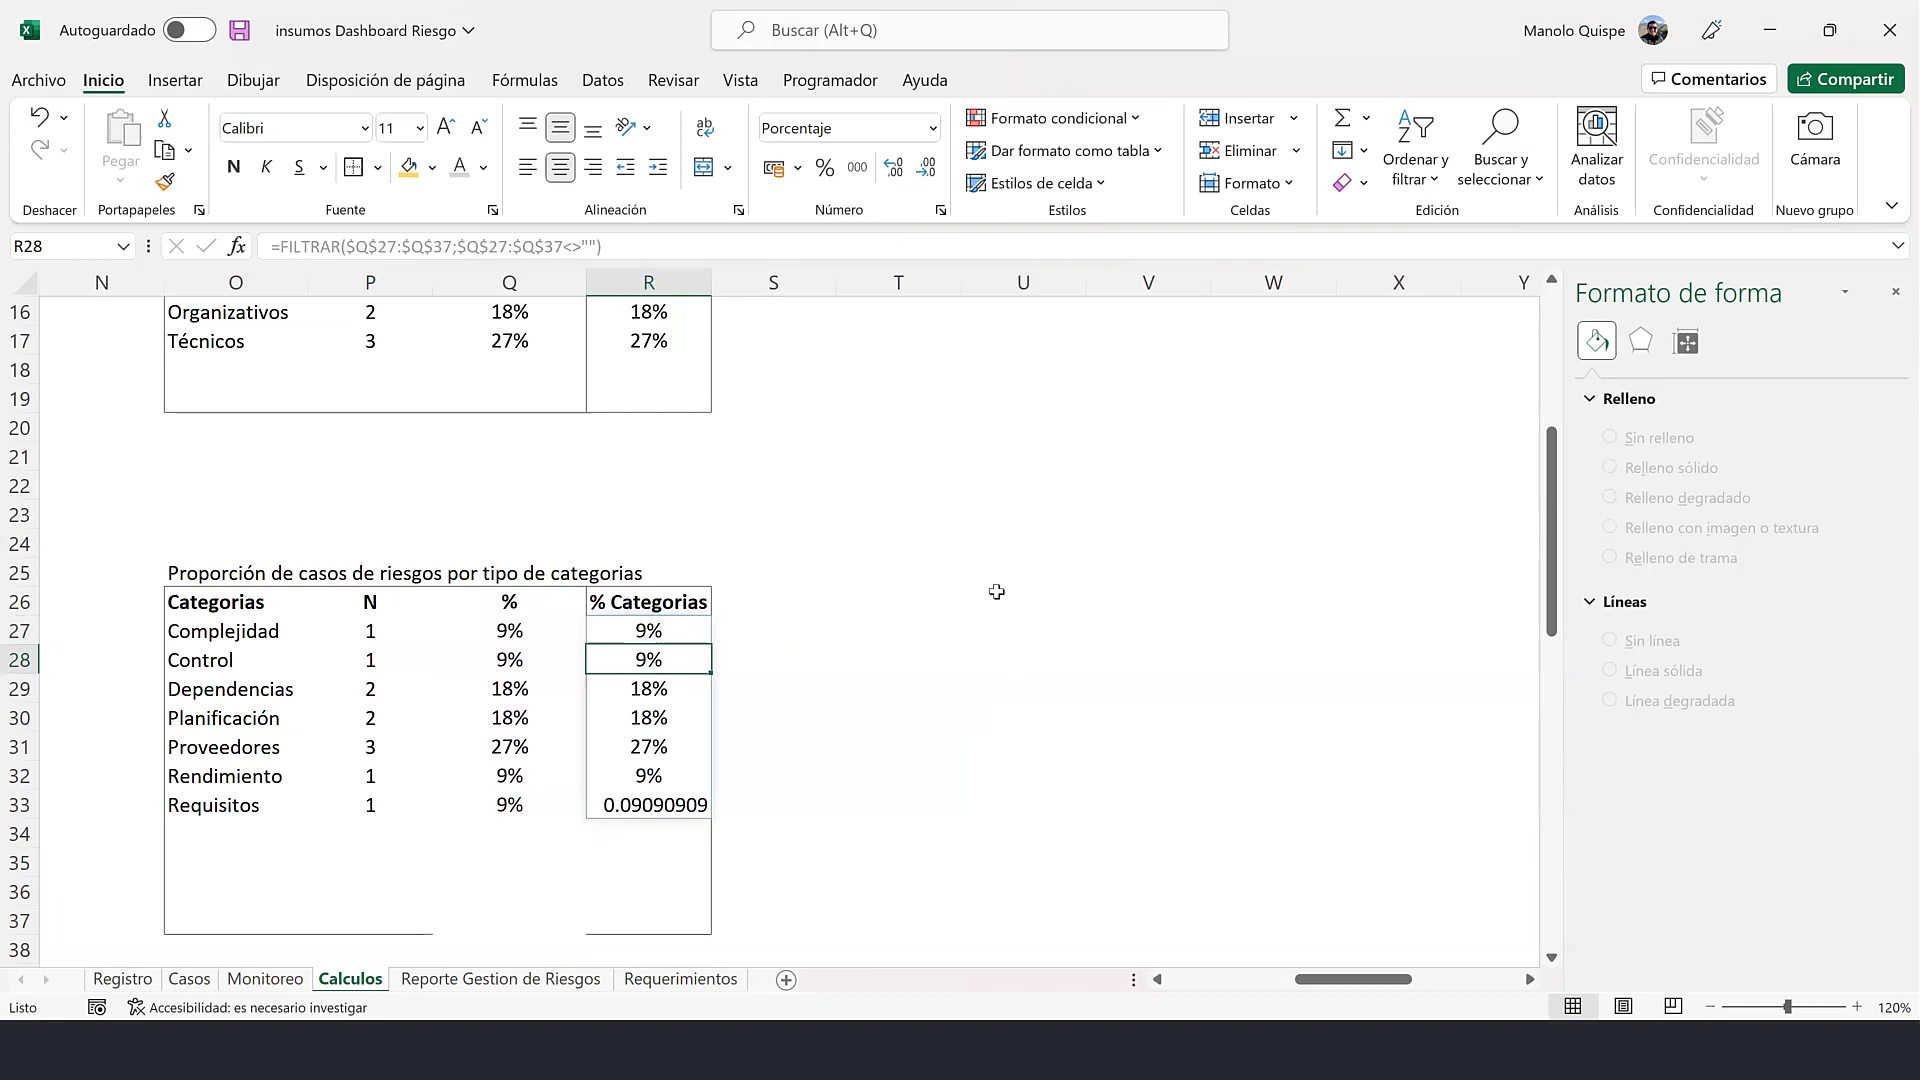 Autoguardado
insumos Dashboard Riesgo
Buscar (Alt+Q)
Manolo Quispe
Archivo Inicio Insertar Dibujar Disposición de página Fórmulas Datos Revisar Vista Programador Ayuda
Comentarios
Compartir
Pegar
Calibri 11
N K S
Porcentaje
% 000
Formato condicional
Dar formato como tabla
Estilos de celda
Insertar
Eliminar
Formato
Ordenar y filtrar
Buscar y seleccionar
Analizar datos
Confidencialidad
Cámara
Deshacer Portapapeles Fuente Alineación Número Estilos Celdas Edición Análisis Confidencialidad Nuevo grupo
R28 fx =FILTRAR($Q$27:$Q$37;$Q$27:$Q$37<>"")
N O P Q R S T U V W X Y
16 Organizativos 2 18% 18%
17 Técnicos 3 27% 27%
18
19
20
21
22
23
24
25 Proporción de casos de riesgos por tipo de categorias
26 Categorias N % % Categorias
27 Complejidad 1 9% 9%
28 Control 1 9% 9%
29 Dependencias 2 18% 18%
30 Planificación 2 18% 18%
31 Proveedores 3 27% 27%
32 Rendimiento 1 9% 9%
33 Requisitos 1 9% 0.09090909
34
35
36
37
38
Formato de forma
Relleno
Sin relleno
Relleno sólido
Relleno degradado
Relleno con imagen o textura
Relleno de trama
Líneas
Sin línea
Línea sólida
Línea degradada
Registro Casos Monitoreo Calculos Reporte Gestion de Riesgos Requerimientos
Listo
Accesibilidad: es necesario investigar
120%